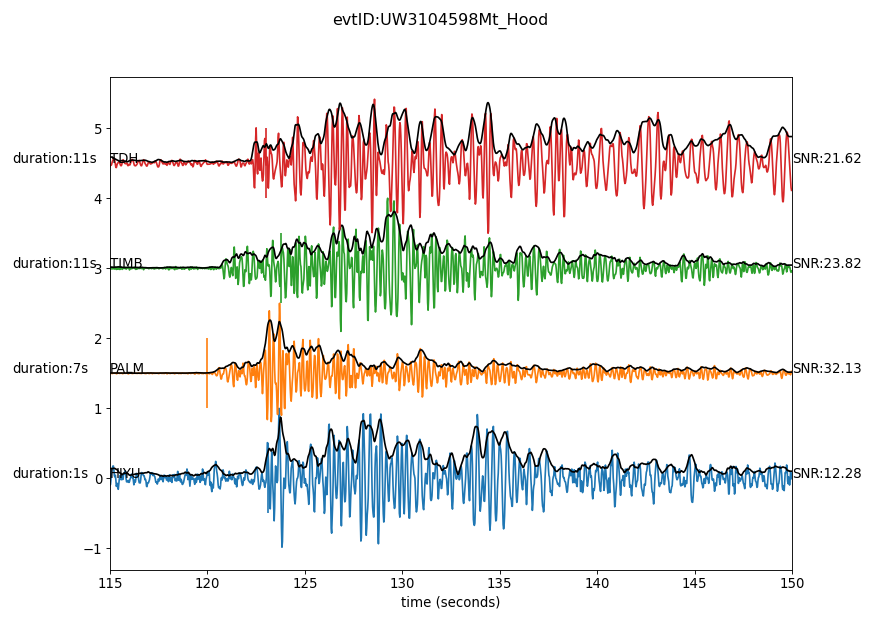 evtID:UW3104598Mt_Hood
5
duration:11s TDH SNR:21.62
4
duration:11s 3 TIMB SNR:23.82
2
duration:7s PALM SNR:32.13
1
duration:1s 0 SNR:12.28
−1
115 120 125 130 135 140 145 150
time (seconds)